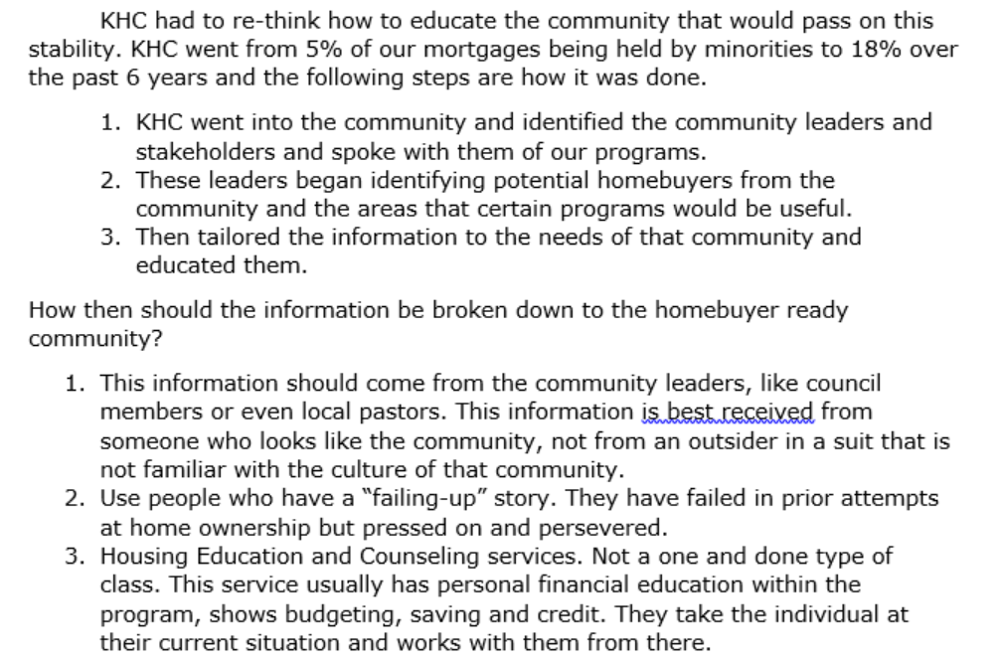 KHC had to re-think how to educate the community that would pass on this
stability. KHC went from 5% of our mortgages being held by minorities to 18% over
the past 6 years and the following steps are how it was done.
1. KHC went into the community and identified the community leaders and
stakeholders and spoke with them of our programs.
2. These leaders began identifying potential homebuyers from the
community and the areas that certain programs would be useful.
3. Then tailored the information to the needs of that community and
educated them.
How then should the information be broken down to the homebuyer ready
community?
1. This information should come from the community leaders, like council
members or even local pastors. This information is best received from
someone who looks like the community, not from an outsider in a suit that is
not familiar with the culture of that community.
2. Use people who have a “failing-up” story. They have failed in prior attempts
at home ownership but pressed on and persevered.
3. Housing Education and Counseling services. Not a one and done type of
class. This service usually has personal financial education within the
program, shows budgeting, saving and credit. They take the individual at
their current situation and works with them from there.